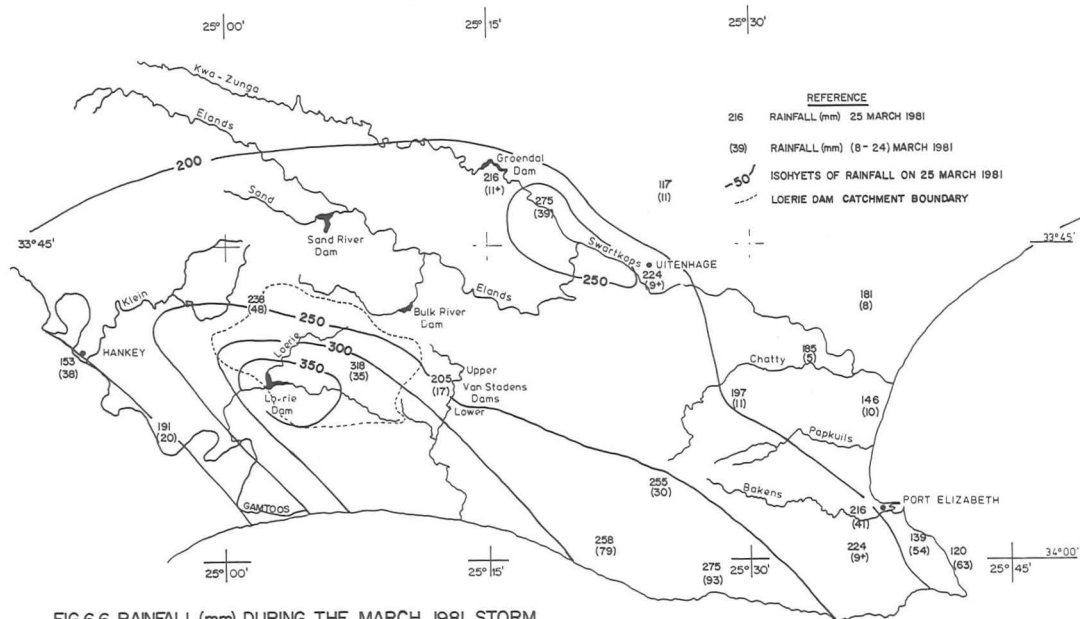 25° 00'
25° 15'
25° 30'
Kwa-Zunga
Elands
REFERENCE
216 RAINFALL (mm) 25 MARCH 1981
(39) RAINFALL (mm) (8-24) MARCH 1981
50 ISOHYETS OF RAINFALL ON 25 MARCH 1981
LOERIE DAM CATCHMENT BOUNDARY
200
Groendal
Dam
216
(11+)
117
(11)
275
(39)
Sand
33°45'
Sand River
Dam
Swartkops
UITENHAGE
33°45'
224
(9+)
250
Elands
Klein
238
(48)
250
Bulk River
Dam
181
(8)
HANKEY
153
(38)
Loerie
300
350
318
(35)
Loerie
Dam
205
(17)
Upper
Van Stadens
Dams
Lower
185
(5)
Chatty
197
(11)
146
(10)
191
(20)
Papkuils
255
(30)
Bakens
GAMTOOS
PORT ELIZABETH
216
(41)
258
(79)
224
(9+)
139
(54)
120
(63)
34°00'
275
(93)
25° 00'
25° 15'
25° 30'
25° 45'
FIG 6.6 RAINFALL (mm) DURING THE MARCH 1981 STORM